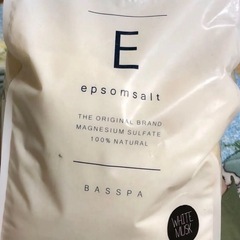 E
epsomsalt
THE ORIGINAL BRAND
MAGNESIUM SULFATE
100% NATURAL
BASSPA
WHITE
MUSK